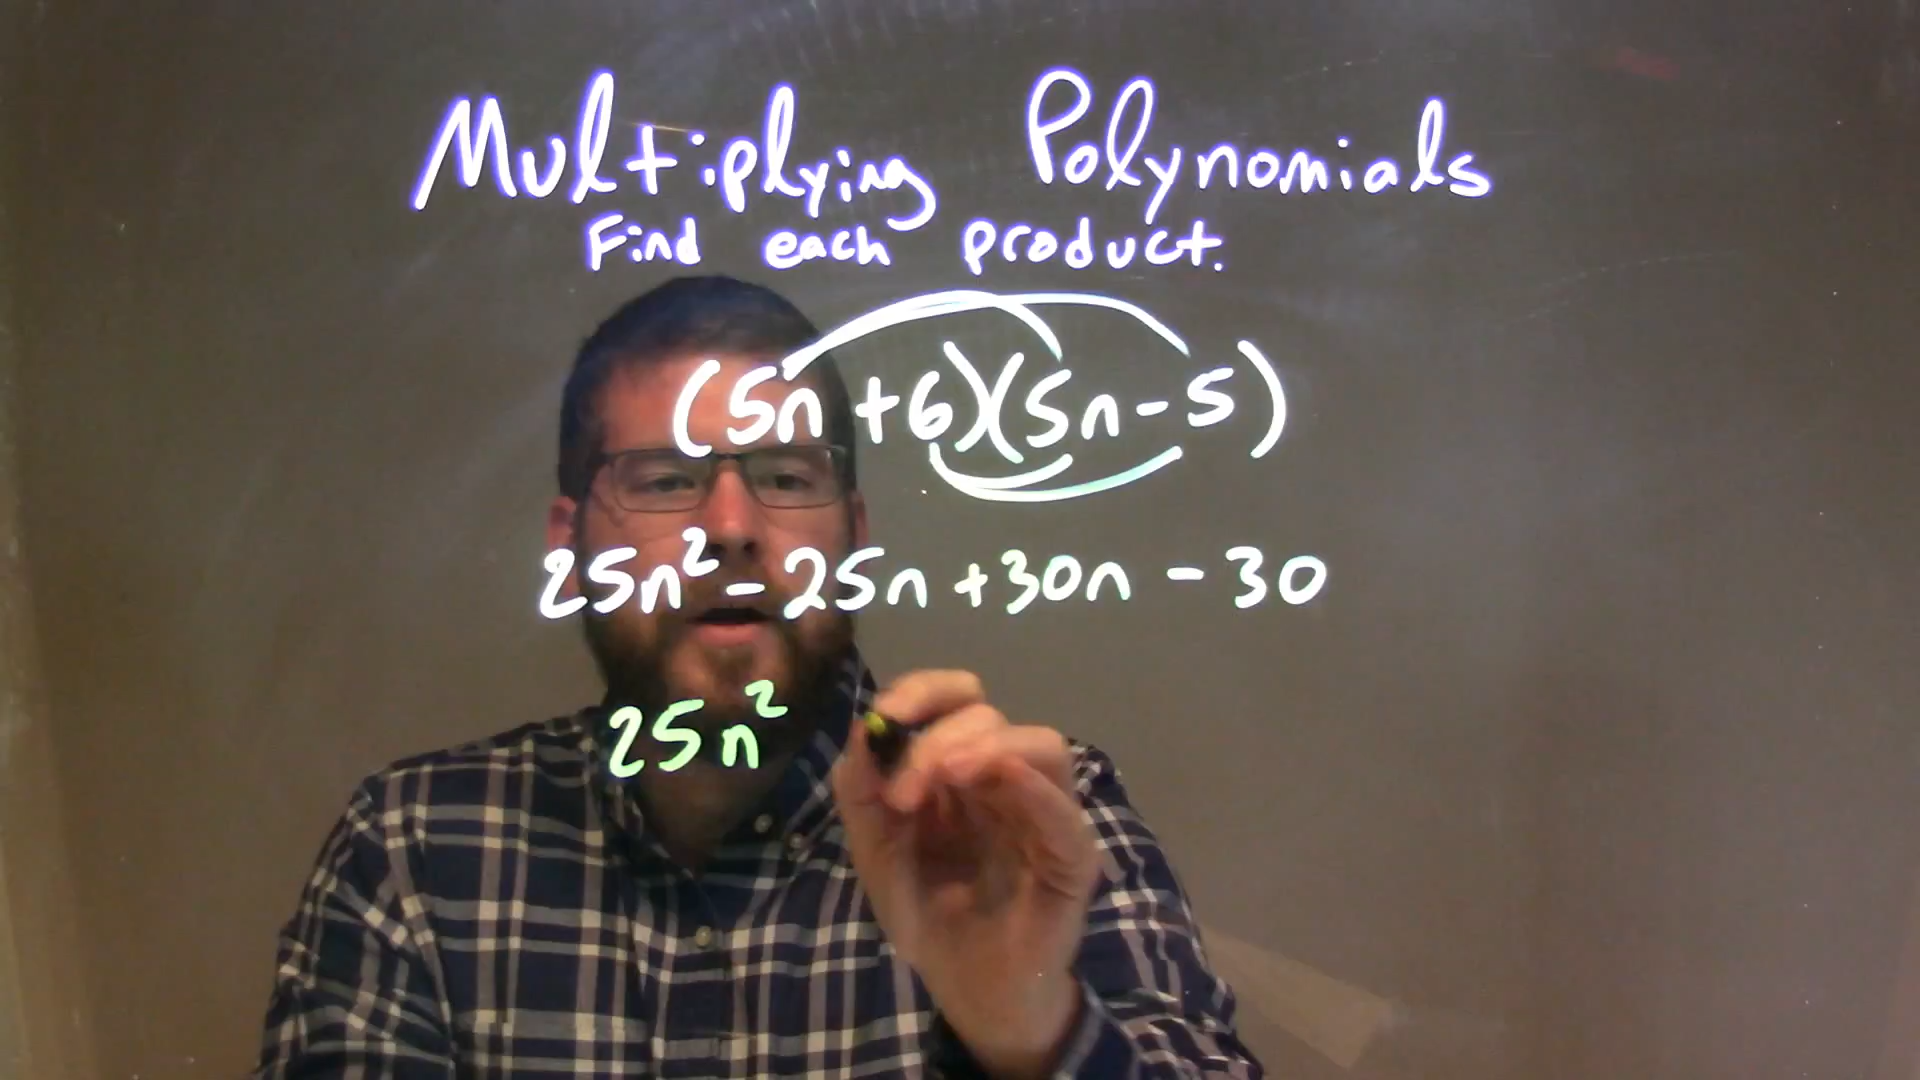 Multiplying Polynomials
Find each product.
(5n+6)(5n-5)
25n² - 25n + 30n - 30
25n²